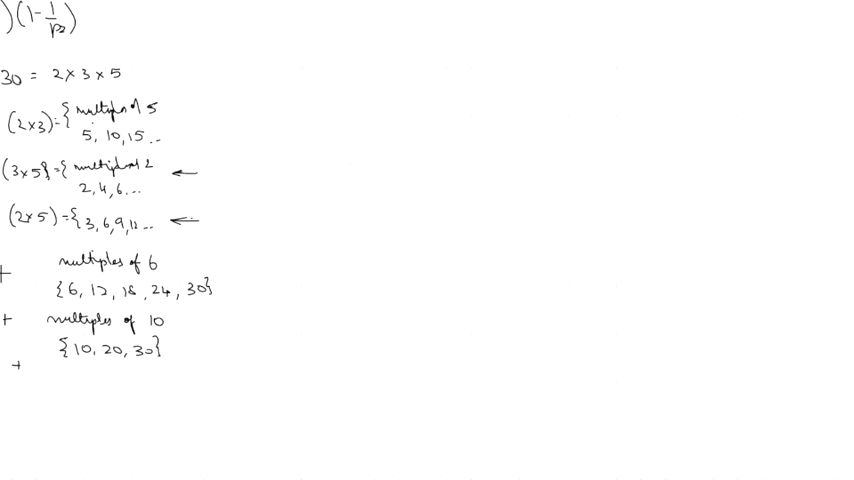 )(1-1/p2)
30 = 2×3×5
(2×3)={ multiples of 5
5, 10, 15...
(3×5)={ multiples of 2 ←
2, 4, 6...
(2×5)={3, 6, 9, 12... ←
+ multiples of 6
{6, 12, 18, 24, 30}
+ multiples of 10
{10, 20, 30}
+